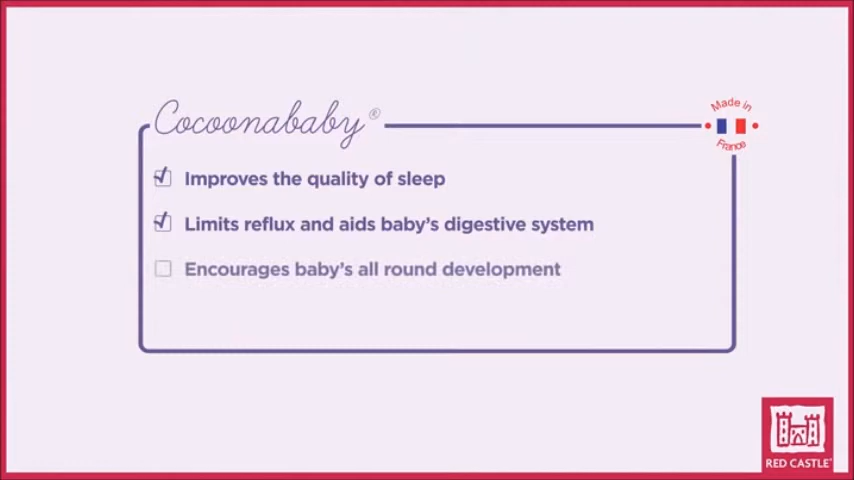 Cocoonababy®
Made in
France
Improves the quality of sleep
Limits reflux and aids baby's digestive system
Encourages baby's all round development
RED CASTLE